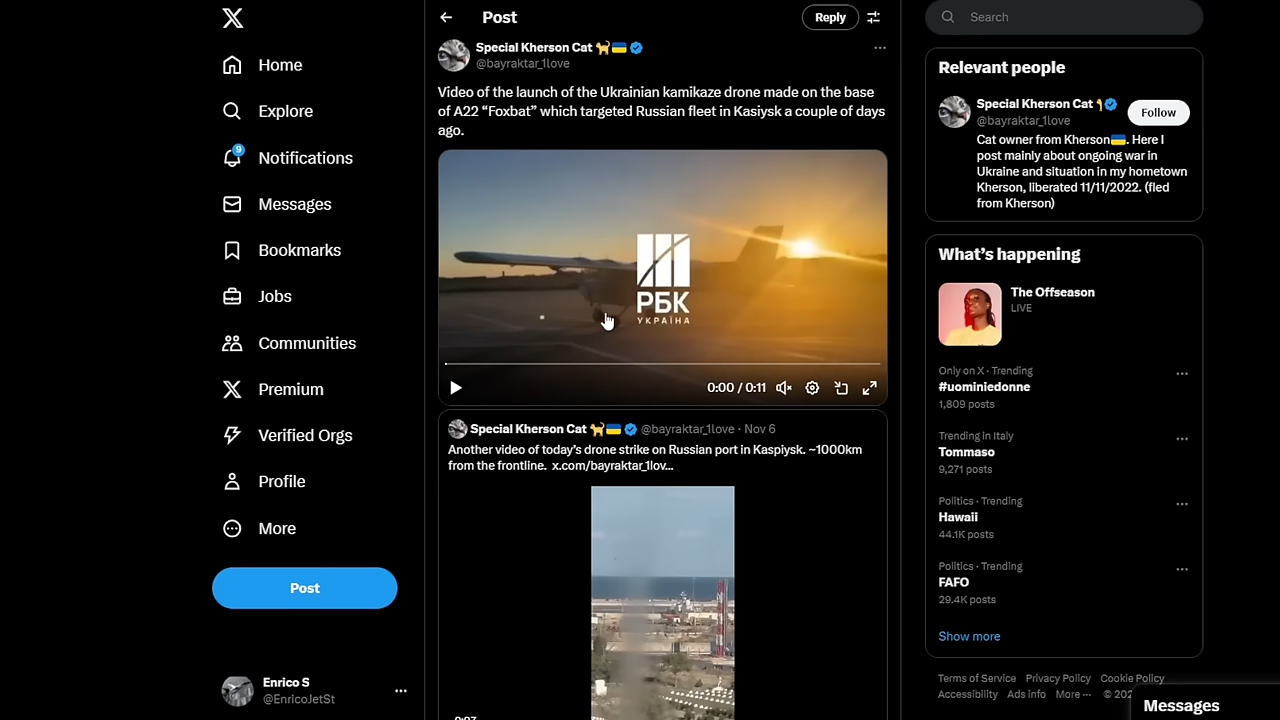 Home
Explore
9
Notifications
Messages
Bookmarks
Jobs
Communities
Premium
Verified Orgs
Profile
More
Post
Enrico S
@EnricoJetSt
Post
Reply
Special Kherson Cat
@bayraktar_1love
Video of the launch of the Ukrainian kamikaze drone made on the base
of A22 “Foxbat” which targeted Russian fleet in Kasiysk a couple of days
ago.
РБК
УКРАЇНА
0:00 / 0:11
Special Kherson Cat @bayraktar_1love · Nov 6
Another video of today’s drone strike on Russian port in Kaspiysk. ~1000km
from the frontline. x.com/bayraktar_1lov…
0:07
Search
Relevant people
Special Kherson Cat
@bayraktar_1love
Follow
Cat owner from Kherson. Here I
post mainly about ongoing war in
Ukraine and situation in my hometown
Kherson, liberated 11/11/2022. (fled
from Kherson)
What’s happening
The Offseason
LIVE
Only on X · Trending
#uominiedonne
1,809 posts
Trending in Italy
Tommaso
9,271 posts
Politics · Trending
Hawaii
44.1K posts
Politics · Trending
FAFO
29.4K posts
Show more
Terms of Service Privacy Policy Cookie Policy
Accessibility Ads info More ··· © 202
Messages